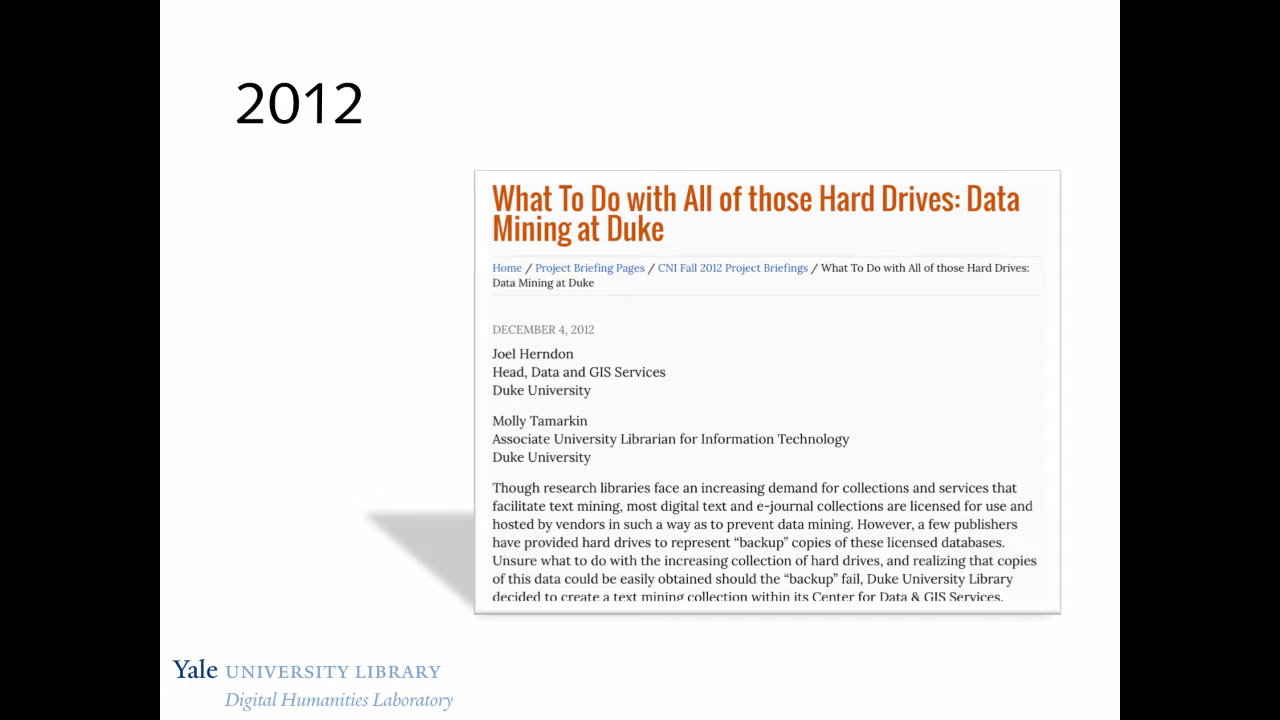 2012
What To Do with All of those Hard Drives: Data
Mining at Duke
Home / Project Briefing Pages / CNI Fall 2012 Project Briefings / What To Do with All of those Hard Drives:
Data Mining at Duke
DECEMBER 4, 2012
Joel Herndon
Head, Data and GIS Services
Duke University
Molly Tamarkin
Associate University Librarian for Information Technology
Duke University
Though research libraries face an increasing demand for collections and services that
facilitate text mining, most digital text and e-journal collections are licensed for use and
hosted by vendors in such a way as to prevent data mining. However, a few publishers
have provided hard drives to represent “backup” copies of these licensed databases.
Unsure what to do with the increasing collection of hard drives, and realizing that copies
of this data could be easily obtained should the “backup” fail, Duke University Library
decided to create a text mining collection within its Center for Data & GIS Services.
Yale UNIVERSITY LIBRARY
Digital Humanities Laboratory